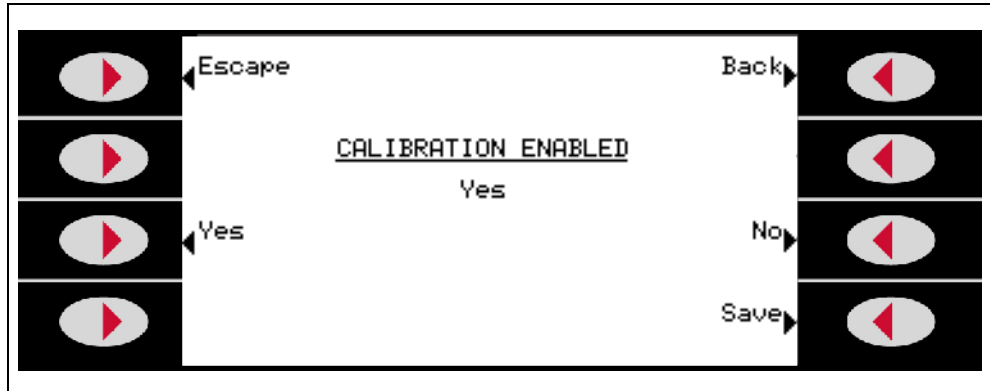 Escape
Back
CALIBRATION ENABLED
Yes
Yes
No
Save